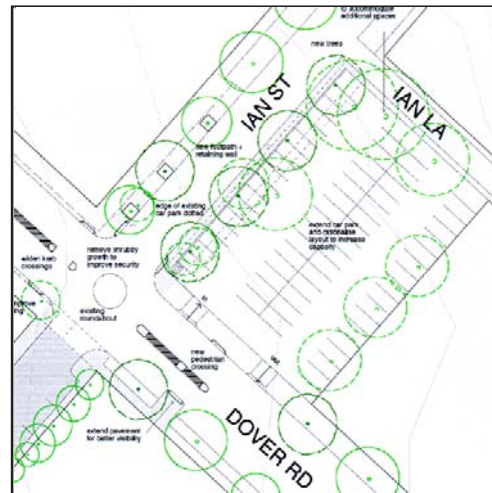 to accommodate
additional spaces
new trees
IAN ST
IAN LA
new footpath +
retaining wall
edge of existing
car park dotted
remove shrubby
growth to
improve security
extend car park
and rationalise
layout to increase
capacity
widen kerb
crossings
existing
roundabout
in
out
new
pedestrian
crossing
extend pavement
for better visibility
DOVER RD